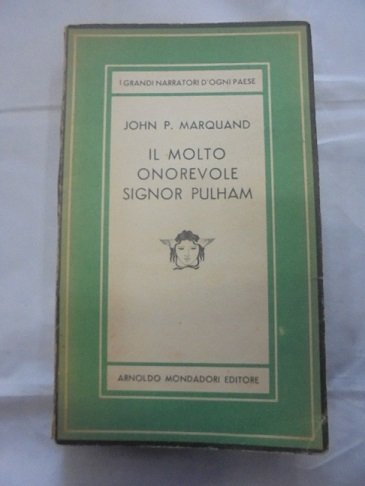 I GRANDI NARRATORI D'OGNI PAESE
JOHN P. MARQUAND
IL MOLTO
ONOREVOLE
SIGNOR PULHAM
ARNOLDO MONDADORI EDITORE